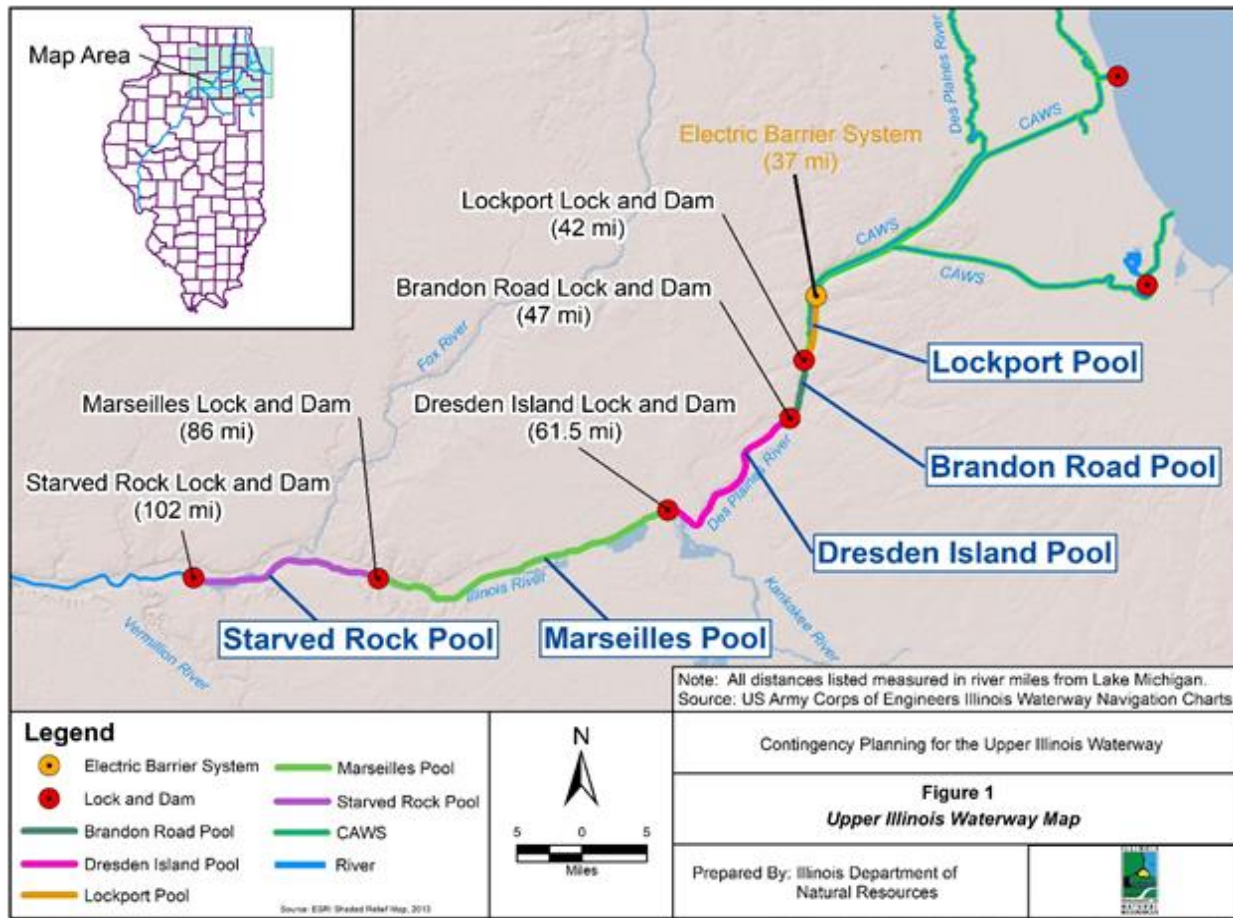 Map Area
Des Plaines River
CAWS
Electric Barrier System
(37 mi)
Lockport Lock and Dam
(42 mi)
CAWS
CAWS
Brandon Road Lock and Dam
(47 mi)
Fox River
Lockport Pool
Marseilles Lock and Dam
(86 mi)
Dresden Island Lock and Dam
(61.5 mi)
Brandon Road Pool
Starved Rock Lock and Dam
(102 mi)
Des Plaines River
Dresden Island Pool
Illinois River
Kankakee River
Vermillion River
Starved Rock Pool
Marseilles Pool
Note: All distances listed measured in river miles from Lake Michigan.
Source: US Army Corps of Engineers Illinois Waterway Navigation Charts
Legend
Electric Barrier System
Lock and Dam
Brandon Road Pool
Dresden Island Pool
Lockport Pool
Marseilles Pool
Starved Rock Pool
CAWS
River
Source: ESRI Shaded Relief Map, 2013
N
5 0 5
Miles
Contingency Planning for the Upper Illinois Waterway
Figure 1
Upper Illinois Waterway Map
Prepared By: Illinois Department of
Natural Resources
ILLINOIS
NATURAL
RESOURCES